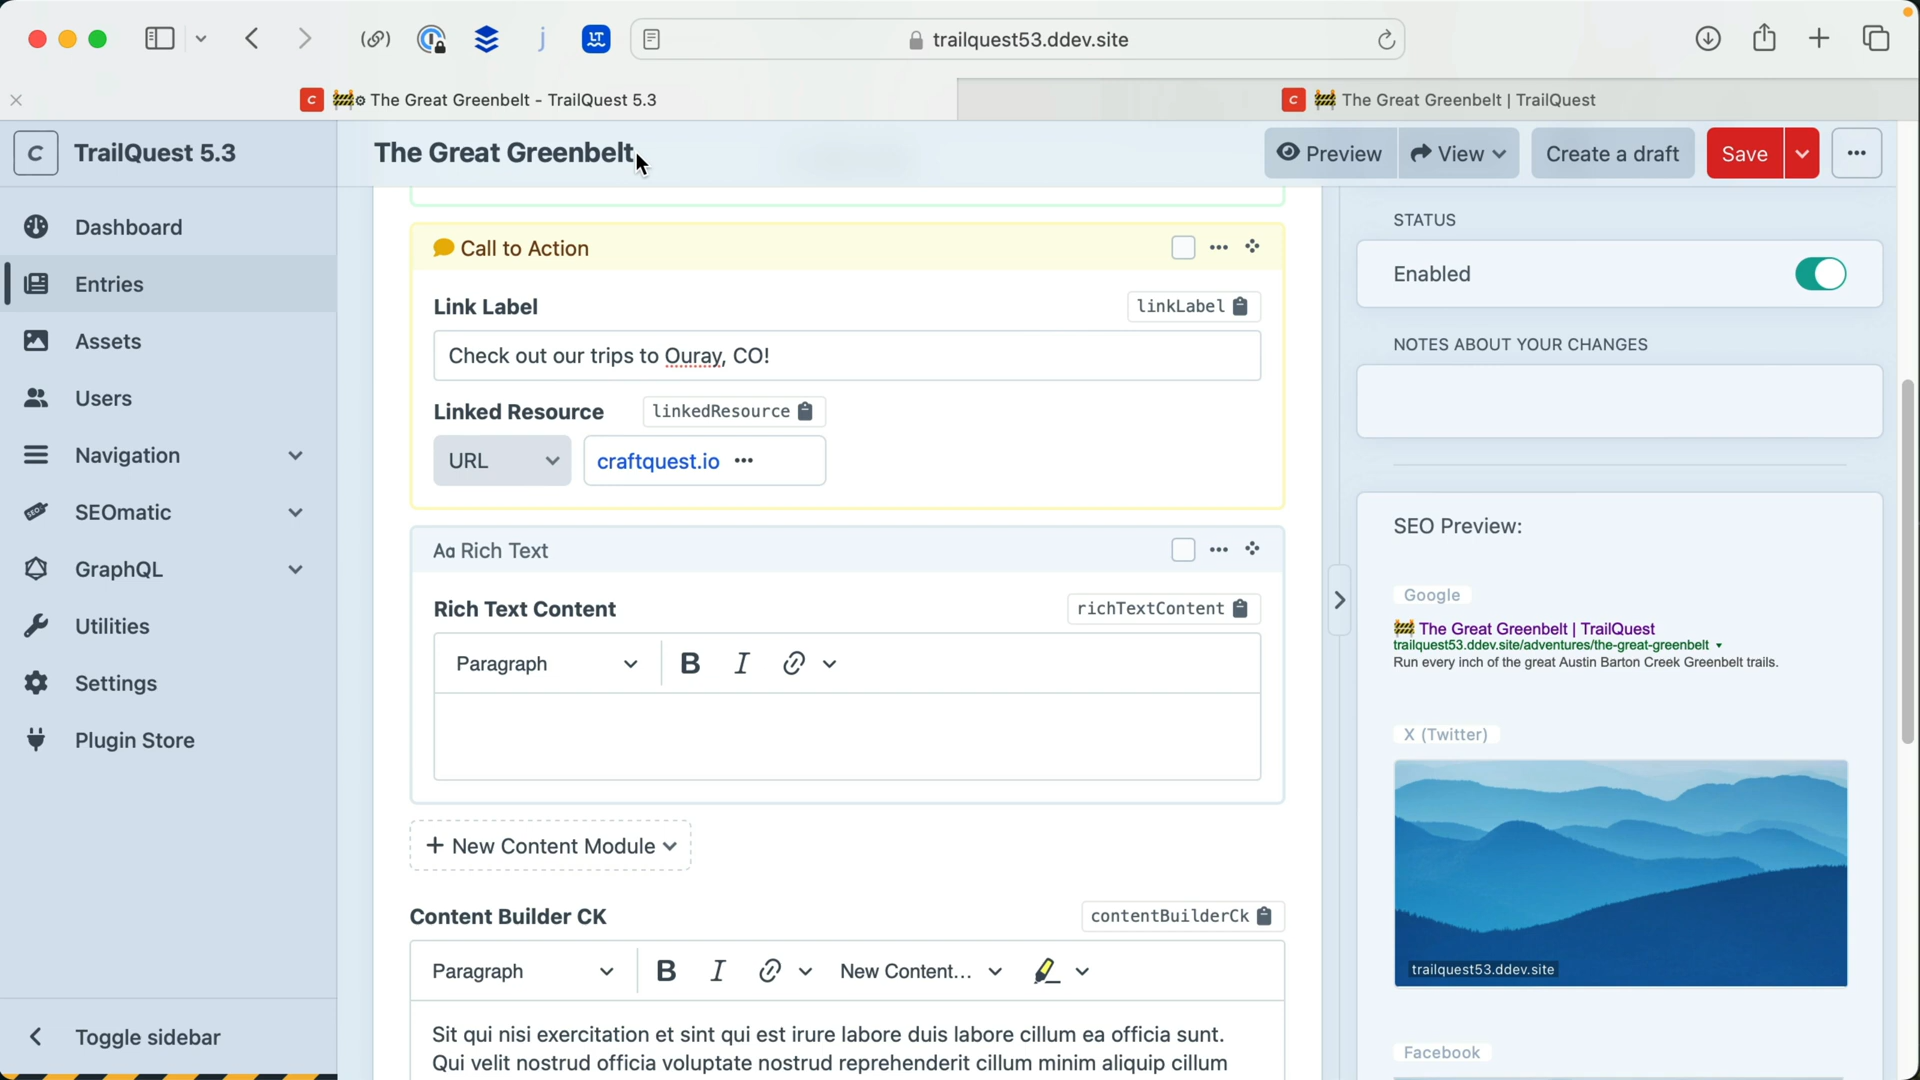 trailquest53.ddev.site
The Great Greenbelt - TrailQuest 5.3
The Great Greenbelt | TrailQuest
C TrailQuest 5.3
The Great Greenbelt
Preview
View
Create a draft
Save
Dashboard
Entries
Assets
Users
Navigation
SEOmatic
GraphQL
Utilities
Settings
Plugin Store
Toggle sidebar
Call to Action
Link Label
linkLabel
Check out our trips to Ouray, CO!
Linked Resource
linkedResource
URL
craftquest.io
Aa Rich Text
Rich Text Content
richTextContent
Paragraph
B I
+ New Content Module
Content Builder CK
contentBuilderCk
Paragraph
B I
New Content...
Sit qui nisi exercitation et sint qui est irure labore duis labore cillum ea officia sunt.
Qui velit nostrud officia voluptate nostrud reprehenderit cillum minim aliquip cillum
STATUS
Enabled
NOTES ABOUT YOUR CHANGES
SEO Preview:
Google
The Great Greenbelt | TrailQuest
trailquest53.ddev.site/adventures/the-great-greenbelt
Run every inch of the great Austin Barton Creek Greenbelt trails.
X (Twitter)
trailquest53.ddev.site
Facebook